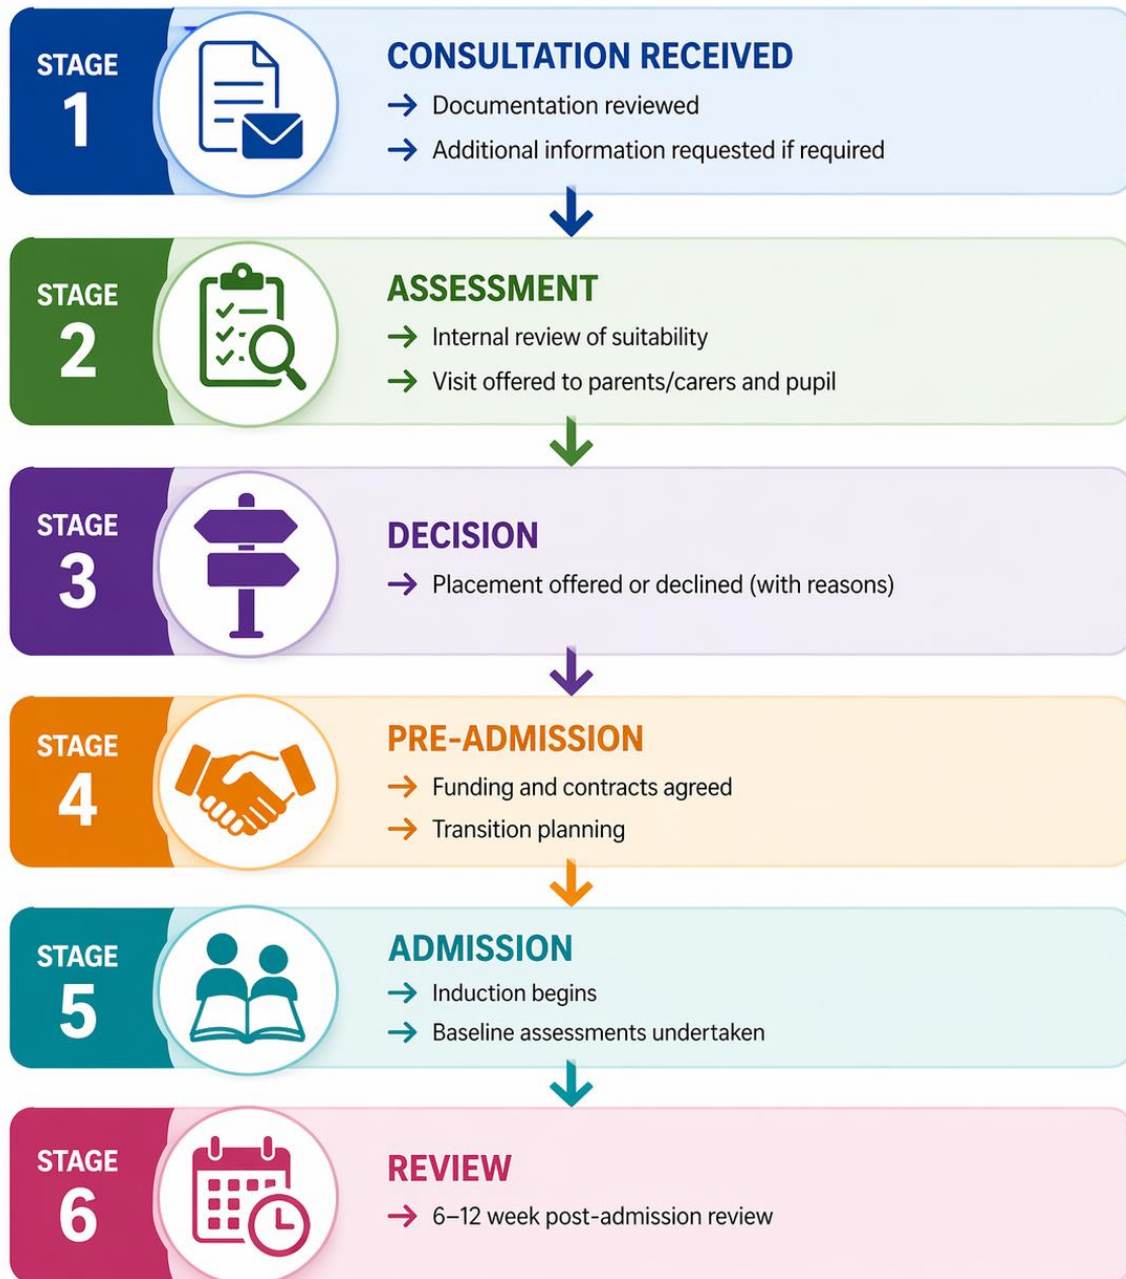 STAGE
1
CONSULTATION RECEIVED
Documentation reviewed
Additional information requested if required
STAGE
2
ASSESSMENT
Internal review of suitability
Visit offered to parents/carers and pupil
STAGE
3
DECISION
Placement offered or declined (with reasons)
STAGE
4
PRE-ADMISSION
Funding and contracts agreed
Transition planning
STAGE
5
ADMISSION
Induction begins
Baseline assessments undertaken
STAGE
6
REVIEW
6–12 week post-admission review